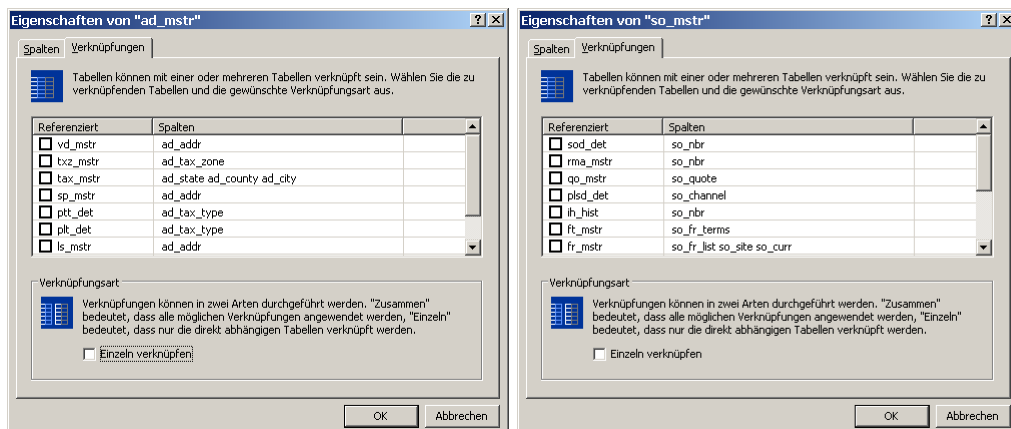 Eigenschaften von "ad_mstr"
Spalten Verknüpfungen
Tabellen können mit einer oder mehreren Tabellen verknüpft sein. Wählen Sie die zu
verknüpfenden Tabellen und die gewünschte Verknüpfungsart aus.
Referenziert Spalten
vd_mstr ad_addr
txz_mstr ad_tax_zone
tax_mstr ad_state ad_county ad_city
sp_mstr ad_addr
ptt_det ad_tax_type
plt_det ad_tax_type
ls_mstr ad_addr
Verknüpfungsart
Verknüpfungen können in zwei Arten durchgeführt werden. "Zusammen"
bedeutet, dass alle möglichen Verknüpfungen angewendet werden, "Einzeln"
bedeutet, dass nur die direkt abhängigen Tabellen verknüpft werden.
Einzeln verknüpfen
OK Abbrechen
Eigenschaften von "so_mstr"
Spalten Verknüpfungen
Tabellen können mit einer oder mehreren Tabellen verknüpft sein. Wählen Sie die zu
verknüpfenden Tabellen und die gewünschte Verknüpfungsart aus.
Referenziert Spalten
sod_det so_nbr
rma_mstr so_nbr
qo_mstr so_quote
plsd_det so_channel
ih_hist so_nbr
ft_mstr so_fr_terms
fr_mstr so_fr_list so_site so_curr
Verknüpfungsart
Verknüpfungen können in zwei Arten durchgeführt werden. "Zusammen"
bedeutet, dass alle möglichen Verknüpfungen angewendet werden, "Einzeln"
bedeutet, dass nur die direkt abhängigen Tabellen verknüpft werden.
Einzeln verknüpfen
OK Abbrechen